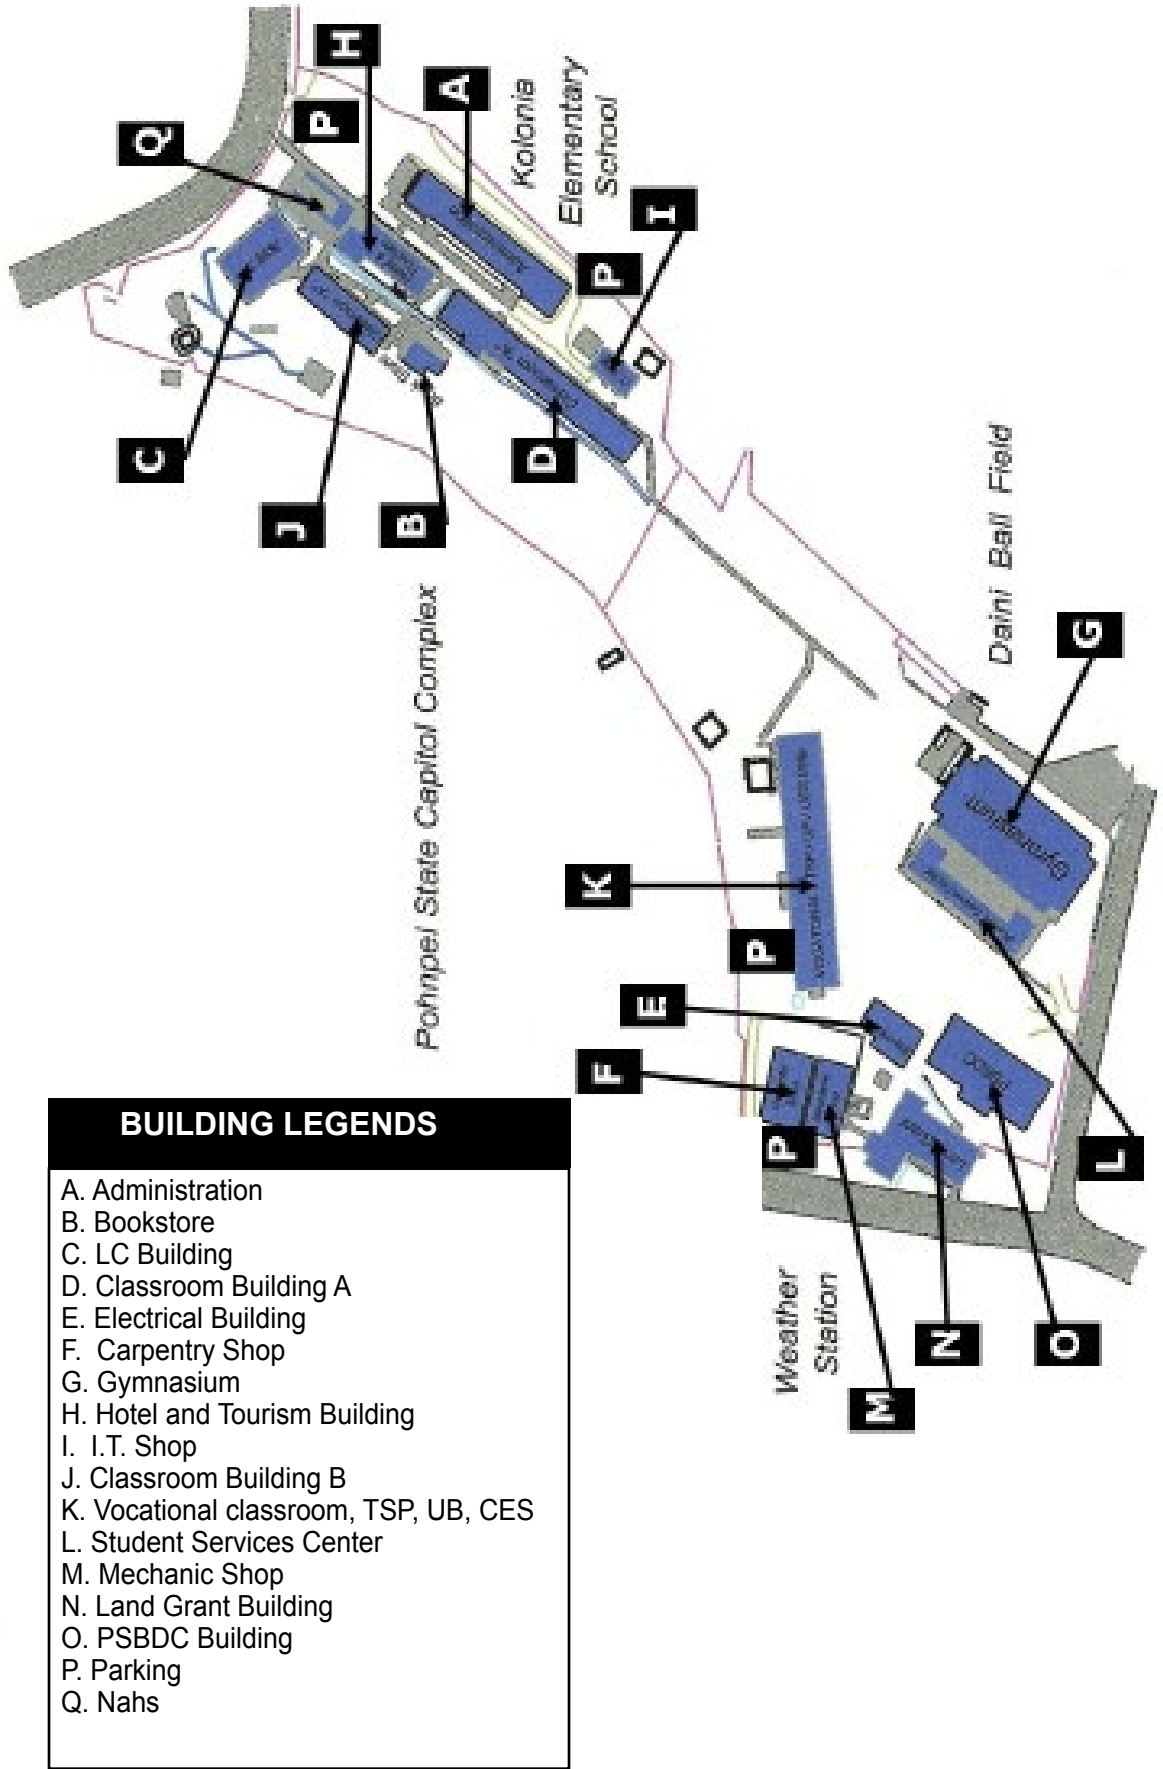 H
A
P
Q
Kolonia
Elementary
School
I
P
C
D
J
B
Pohnpei State Capitol Complex
Daini Ball Field
G
Gymnasium
K
P
E
F
P
L
Weather
Station
N
O
M
BUILDING LEGENDS
A. Administration
B. Bookstore
C. LC Building
D. Classroom Building A
E. Electrical Building
F. Carpentry Shop
G. Gymnasium
H. Hotel and Tourism Building
I. I.T. Shop
J. Classroom Building B
K. Vocational classroom, TSP, UB, CES
L. Student Services Center
M. Mechanic Shop
N. Land Grant Building
O. PSBDC Building
P. Parking
Q. Nahs